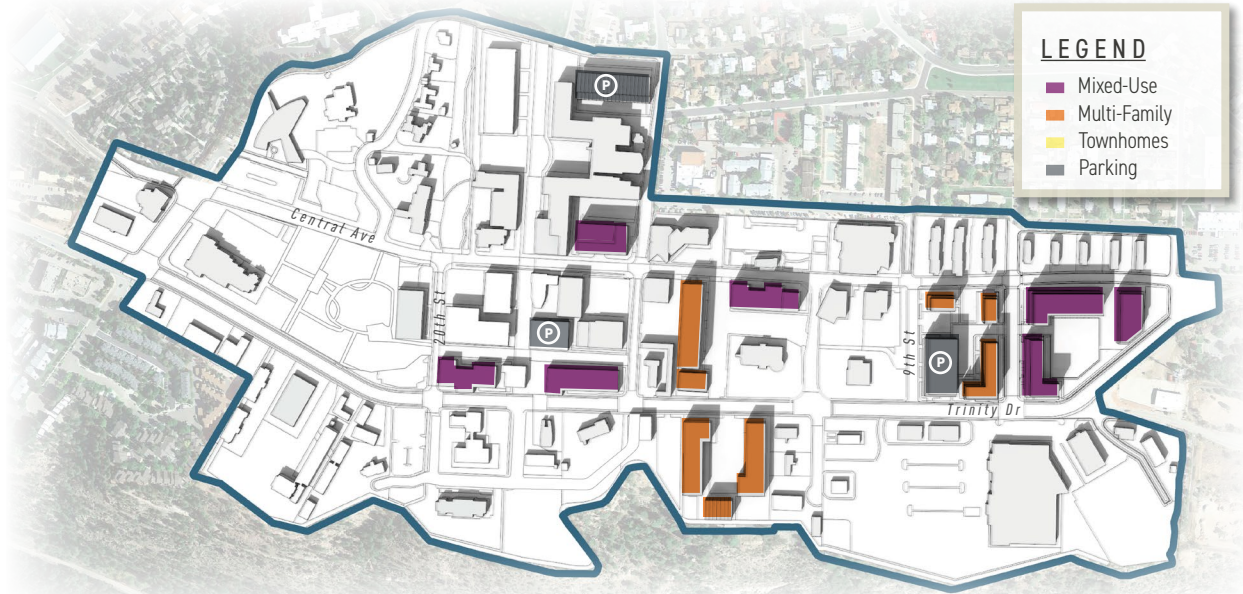 LEGEND
Mixed-Use
Multi-Family
Townhomes
Parking
P
Central Ave
20th St
P
9th St
P
Trinity Dr